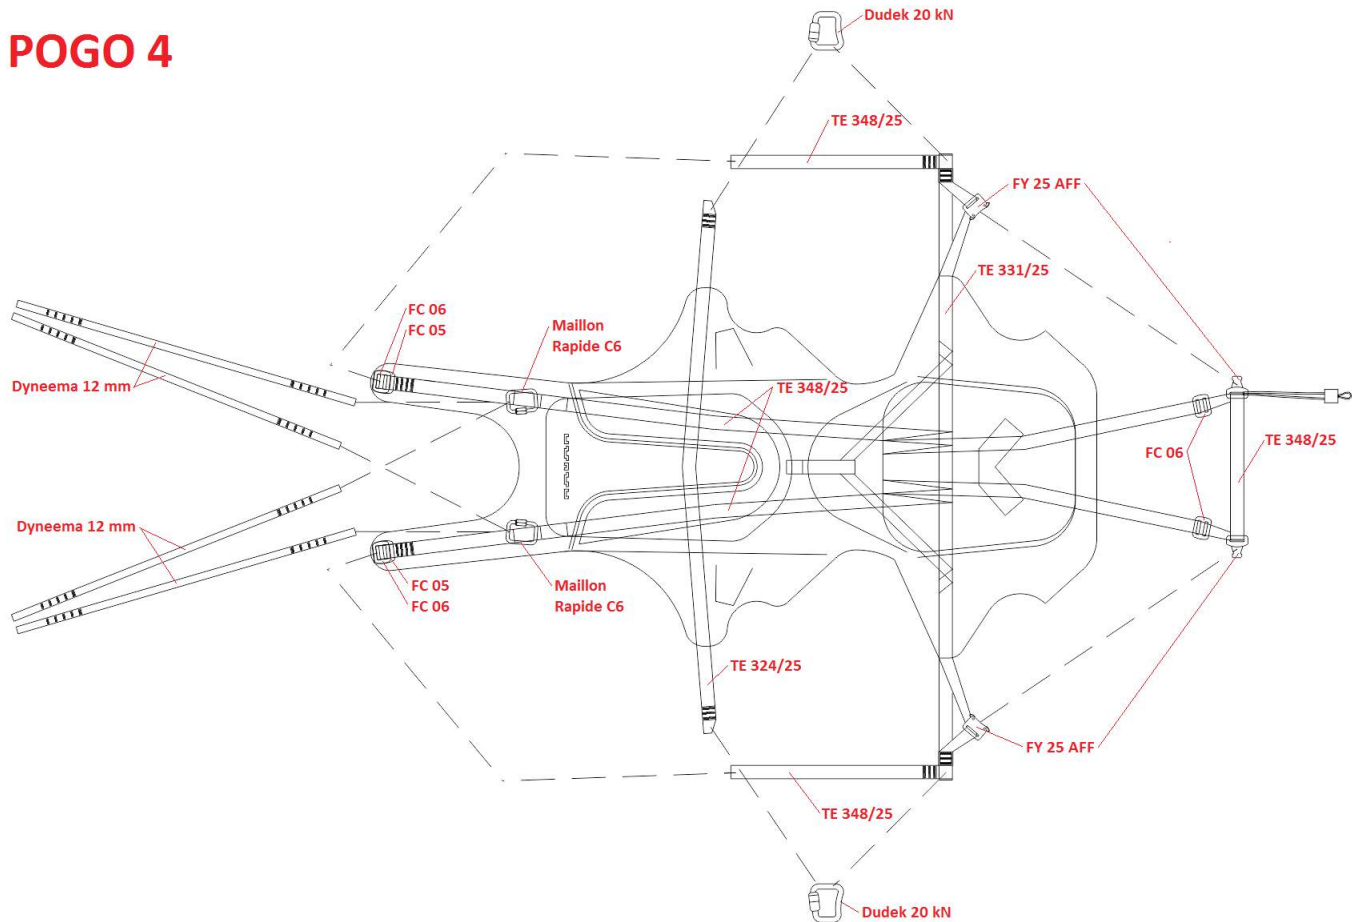 Dudek 20 kN
POGO 4
TE 348/25
FY 25 AFF
TE 331/25
FC 06
FC 05
Maillon
Rapide C6
Dyneema 12 mm
TE 348/25
TE 348/25
FC 06
Dyneema 12 mm
FC 05
FC 06
Maillon
Rapide C6
TE 324/25
FY 25 AFF
TE 348/25
Dudek 20 kN